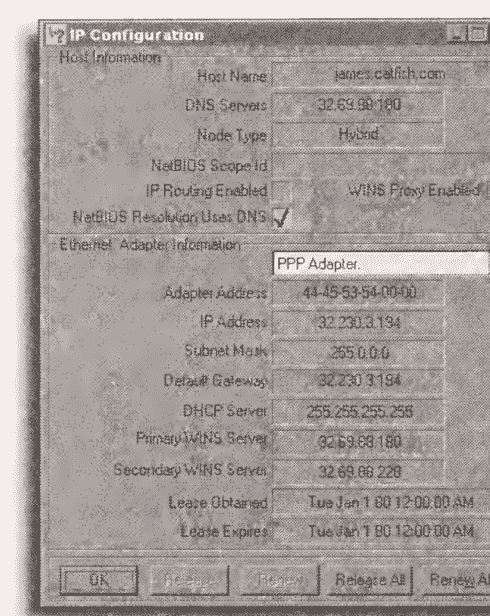 IP Configuration
Host Information
Host Name james.catfish.com
DNS Servers 32.69.98.180
Node Type Hybrid
NetBIOS Scope Id
IP Routing Enabled WINS Proxy Enabled
NetBIOS Resolution Uses DNS
Ethernet Adapter Information
PPP Adapter.
Adapter Address 44-45-53-54-00-00
IP Address 32.230.3.194
Subnet Mask 255.0.0.0
Default Gateway 32.230.3.194
DHCP Server 255.255.255.255
Primary WINS Server 32.69.88.180
Secondary WINS Server 32.69.88.228
Lease Obtained Tue Jan 1 80 12:00:00 AM
Lease Expires Tue Jan 1 80 12:00:00 AM
OK Release Renew Release All Renew